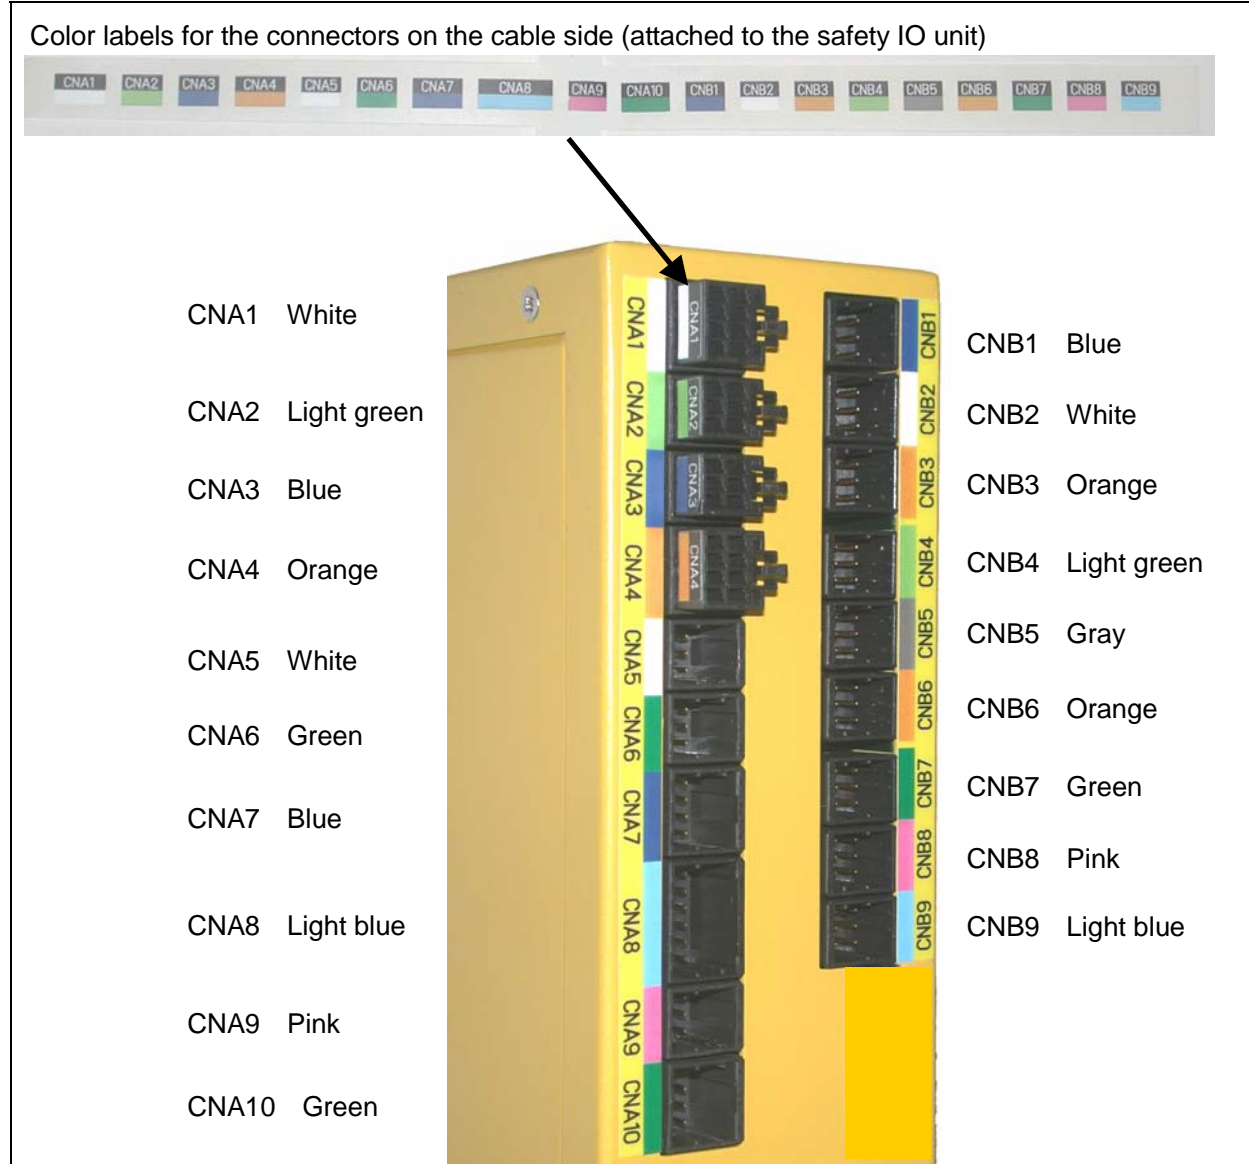 Color labels for the connectors on the cable side (attached to the safety IO unit)
CNA1 CNA2 CNA3 CNA4 CNA5 CNA6 CNA7 CNA8 CNA9 CNA10 CNB1 CNB2 CNB3 CNB4 CNB5 CNB6 CNB7 CNB8 CNB9
CNA1 White
CNA2 Light green
CNA3 Blue
CNA4 Orange
CNA5 White
CNA6 Green
CNA7 Blue
CNA8 Light blue
CNA9 Pink
CNA10 Green
CNA1
CNA2
CNA3
CNA4
CNA5
CNA6
CNA7
CNA8
CNA9
CNA10
CNA1
CNA2
CNA3
CNA4
CNB1
CNB2
CNB3
CNB4
CNB5
CNB6
CNB7
CNB8
CNB9
CNB1 Blue
CNB2 White
CNB3 Orange
CNB4 Light green
CNB5 Gray
CNB6 Orange
CNB7 Green
CNB8 Pink
CNB9 Light blue